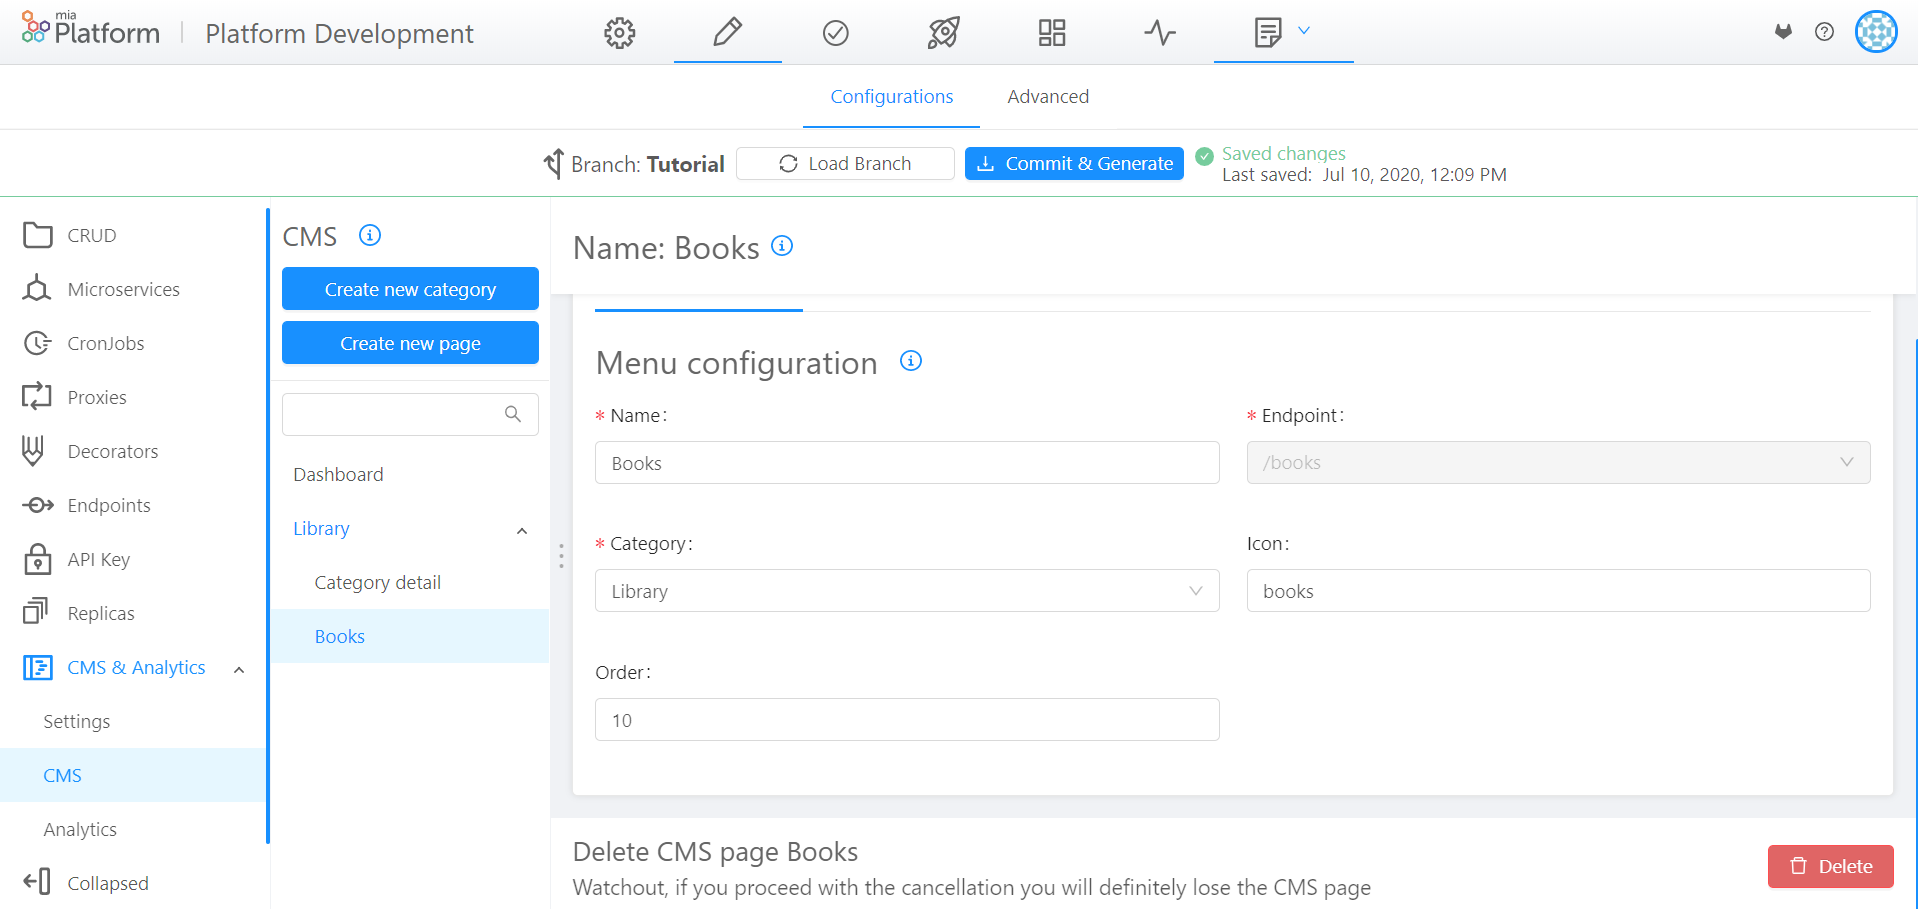 mia
Platform
Platform Development
Configurations
Advanced
Branch: Tutorial
Load Branch
Commit & Generate
Saved changes
Last saved: Jul 10, 2020, 12:09 PM
CRUD
Microservices
CronJobs
Proxies
Decorators
Endpoints
API Key
Replicas
CMS & Analytics
Settings
CMS
Analytics
Collapsed
CMS
Create new category
Create new page
Dashboard
Library
Category detail
Books
Name: Books
Menu configuration
* Name:
Books
* Endpoint:
/books
* Category:
Library
Icon:
books
Order:
10
Delete CMS page Books
Watchout, if you proceed with the cancellation you will definitely lose the CMS page
Delete